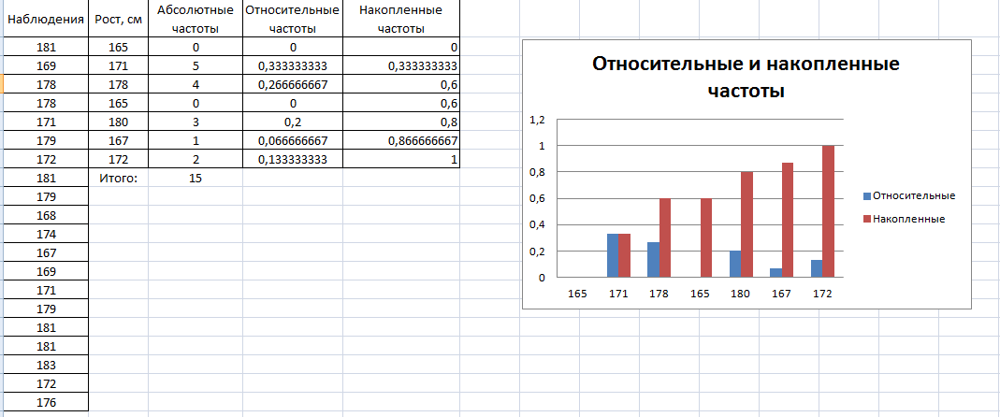 Наблюдения Рост, см Абсолютные частоты Относительные частоты Накопленные частоты
181 165 0 0 0
169 171 5 0,333333333 0,333333333
178 178 4 0,266666667 0,6
178 165 0 0 0,6
171 180 3 0,2 0,8
179 167 1 0,066666667 0,866666667
172 172 2 0,133333333 1
181 Итого: 15
179
168
174
167
169
171
179
181
181
183
172
176
Относительные и накопленные
частоты
1,2
1
0,8
0,6
0,4
0,2
0
165 171 178 165 180 167 172
Относительные
Накопленные